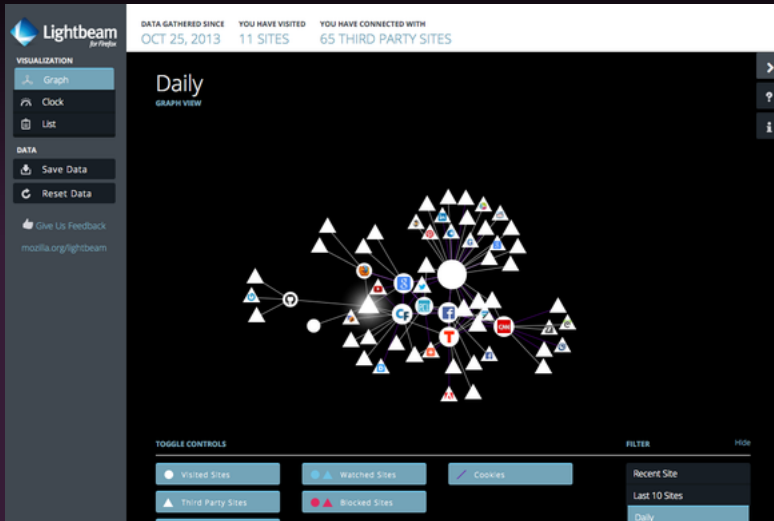 Lightbeam
for Firefox
DATA GATHERED SINCE
OCT 25, 2013
YOU HAVE VISITED
11 SITES
YOU HAVE CONNECTED WITH
65 THIRD PARTY SITES
VISUALIZATION
Graph
Clock
List
DATA
Save Data
Reset Data
Give Us Feedback
mozilla.org/lightbeam
Daily
GRAPH VIEW
CF
T
CNN
TOGGLE CONTROLS
Visited Sites
Watched Sites
Cookies
Third Party Sites
Blocked Sites
FILTER
Hide
Recent Site
Last 10 Sites
Daily